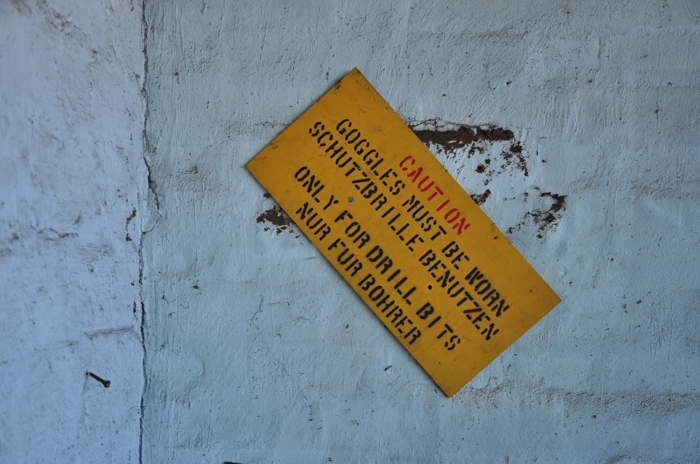 CAUTION
GOGGLES MUST BE WORN
SCHUTZBRILLE BENUTZEN
ONLY FOR DRILL BITS
NUR FUR BOHRER